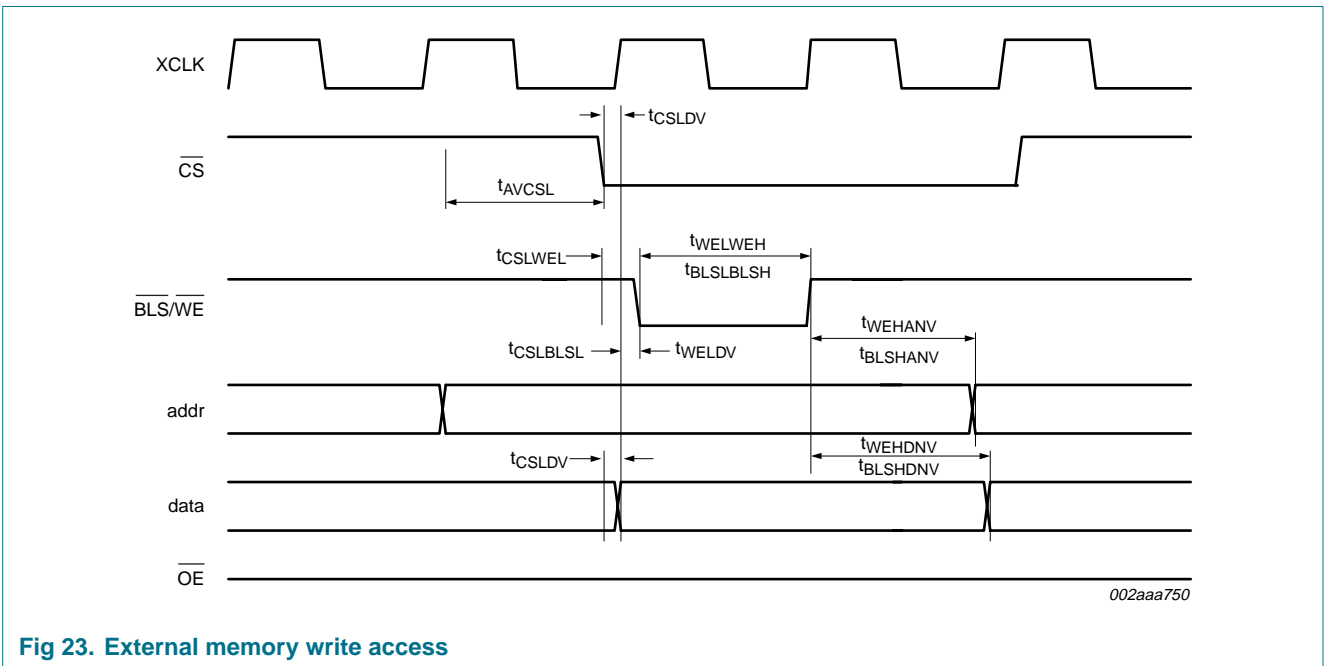 XCLK
tCSLDV
CS
tAVCSL
tCSLWEL
tWELWEH
tBLSLBLSH
BLS/WE
tCSLBLSL
tWELDV
tWEHANV
tBLSHANV
addr
tCSLDV
tWEHDNV
tBLSHDNV
data
OE
002aaa750
Fig 23. External memory write access